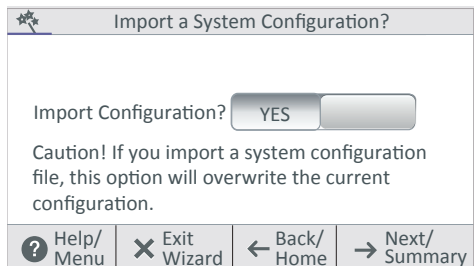 Import a System Configuration?
Import Configuration? YES
Caution! If you import a system configuration
file, this option will overwrite the current
configuration.
? Help/ Exit Back/ Next/
Menu Wizard Home Summary